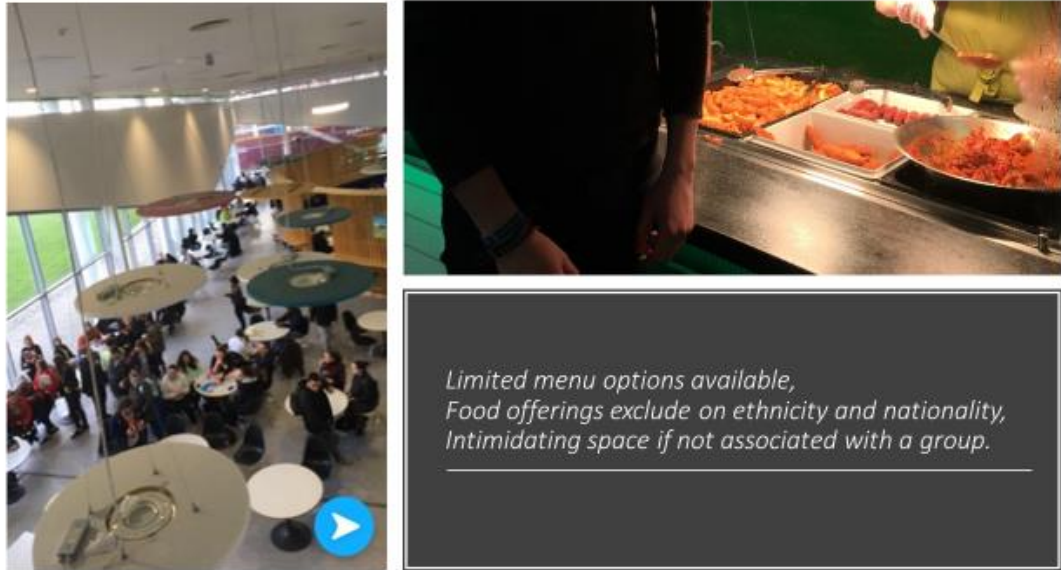 Limited menu options available,
Food offerings exclude on ethnicity and nationality,
Intimidating space if not associated with a group.